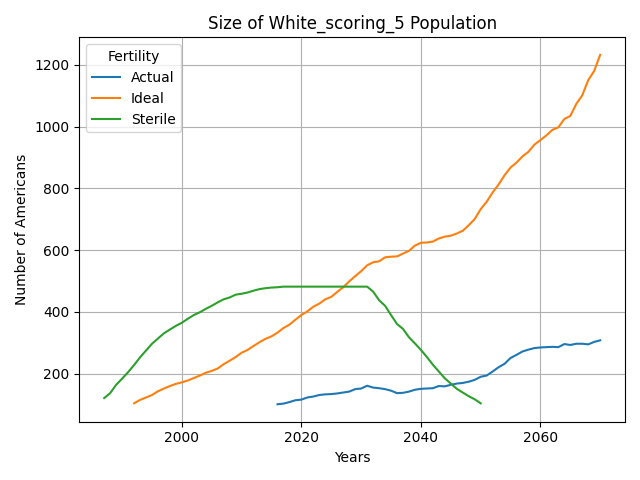 Size of White_scoring_5 Population
Fertility
Actual
Ideal
Sterile
Number of Americans
1200
1000
800
600
400
200
2000
2020
2040
2060
Years